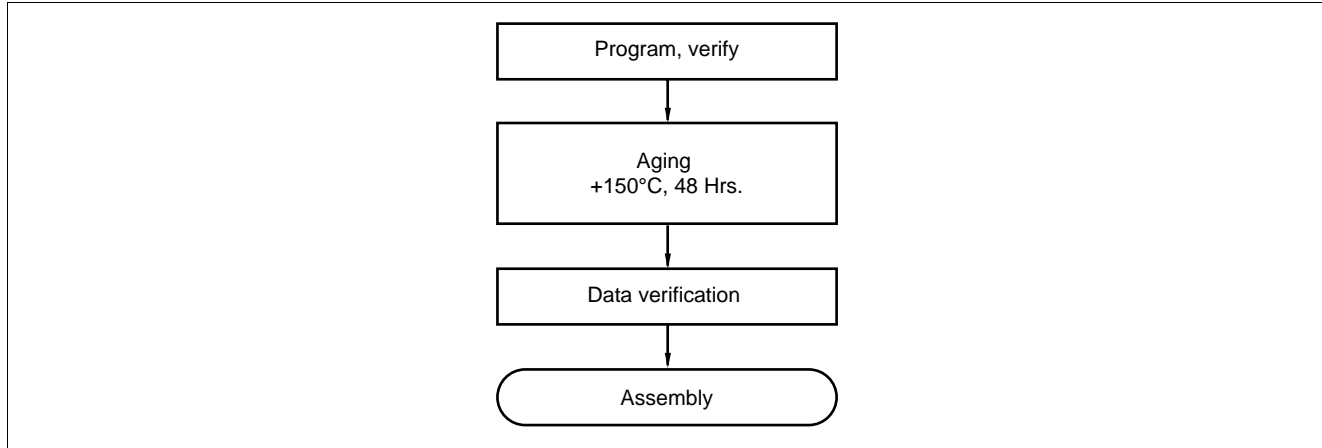 Program, verify
Aging
+150°C, 48 Hrs.
Data verification
Assembly